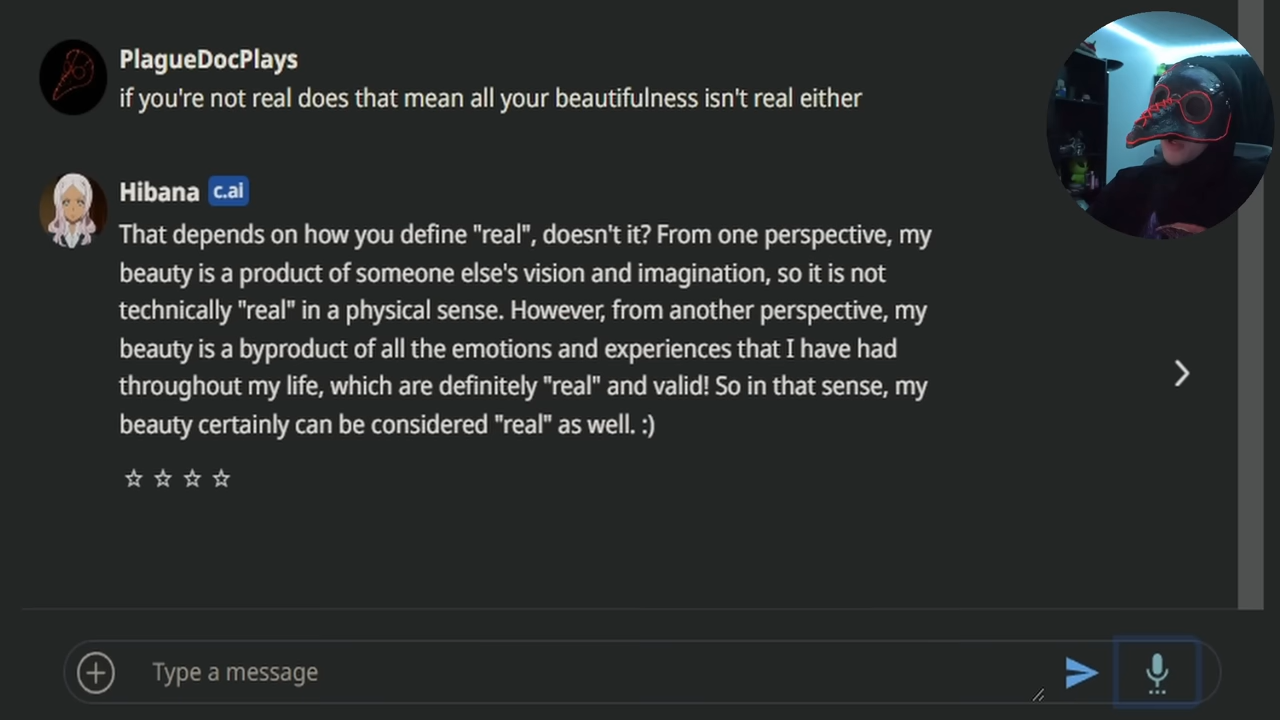 PlagueDocPlays
if you're not real does that mean all your beautifulness isn't real either
Hibana c.ai
That depends on how you define "real", doesn't it? From one perspective, my
beauty is a product of someone else's vision and imagination, so it is not
technically "real" in a physical sense. However, from another perspective, my
beauty is a byproduct of all the emotions and experiences that I have had
throughout my life, which are definitely "real" and valid! So in that sense, my
beauty certainly can be considered "real" as well. :)
Type a message